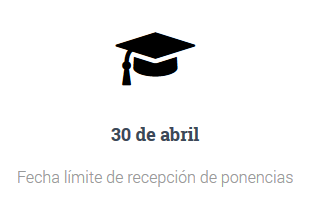 30 de abril
Fecha límite de recepción de ponencias